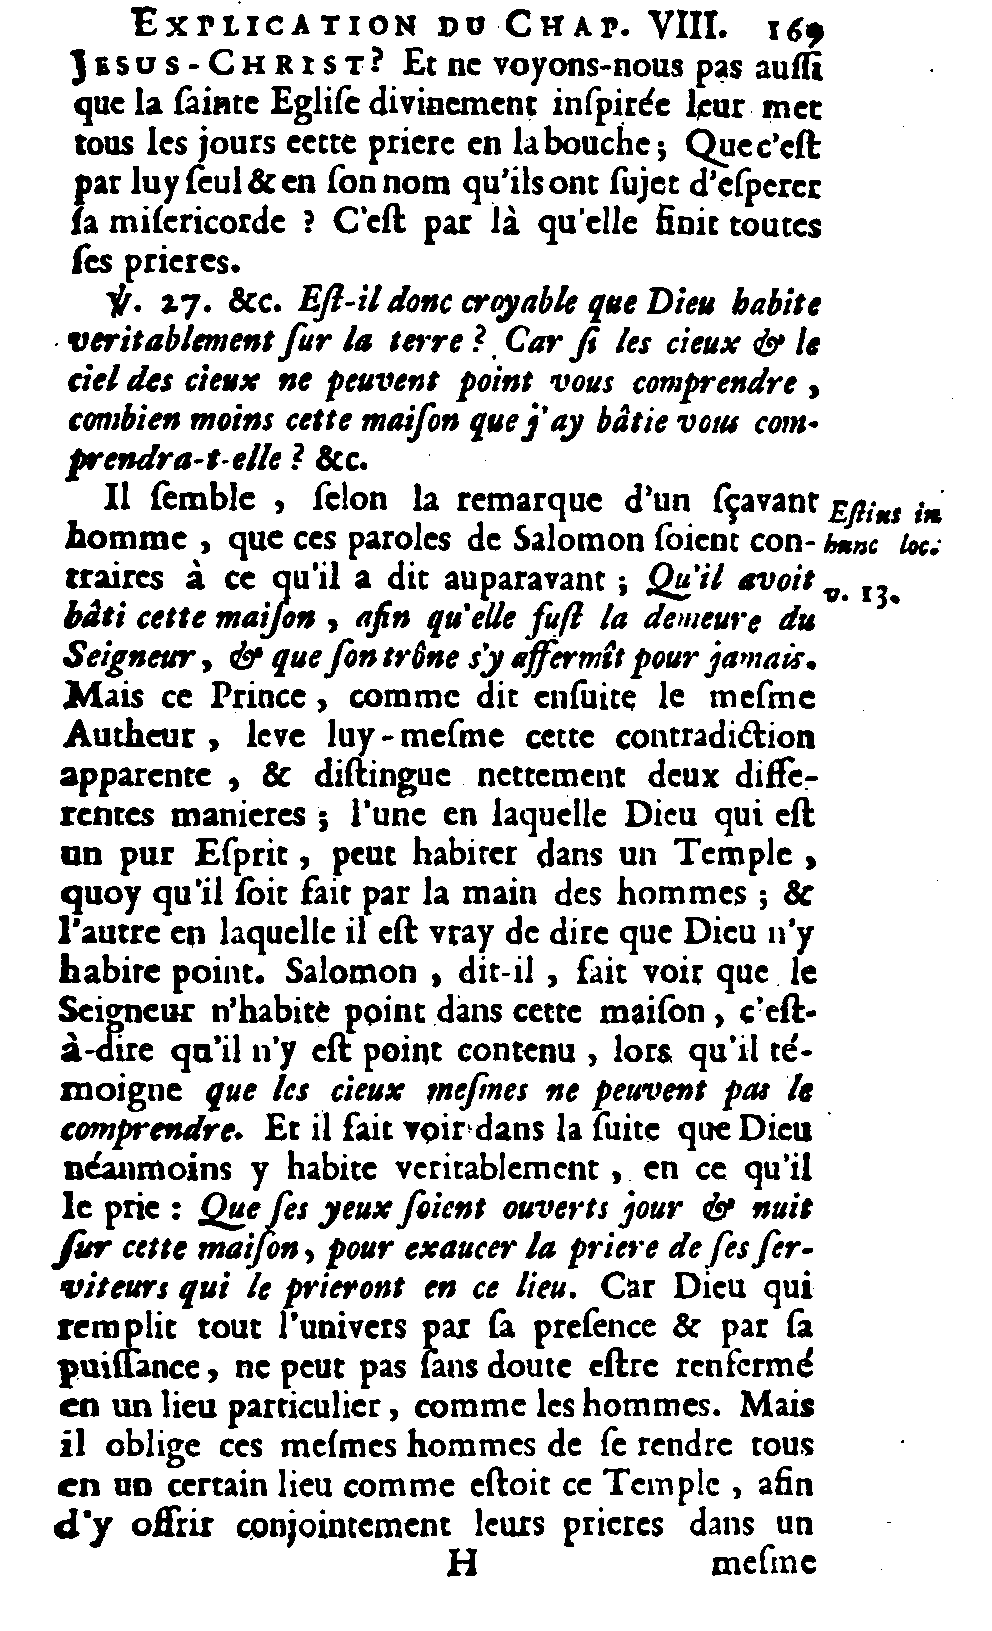 EXPLICATION DU CHAP. VIII. 169
JESUS-CHRIST? Et ne voyons-nous pas auſſi
que la ſainte Egliſe divinement inſpirée leur met
tous les jours cette priere en la bouche; Que c'eſt
par luy ſeul & en ſon nom qu'ils ont ſujet d'eſperer
ſa miſericorde ? C'eſt par là qu'elle finit toutes
ſes prieres.
℣. 27. &c. Eſt-il donc croyable que Dieu habite
veritablement ſur la terre ? Car ſi les cieux & le
ciel des cieux ne peuvent point vous comprendre,
combien moins cette maiſon que j'ay bâtie vous com-
prendra-t-elle ? &c.
Il ſemble, ſelon la remarque d'un ſçavant
Eſtius in
homme, que ces paroles de Salomon ſoient con-
hunc loc.
traires à ce qu'il a dit auparavant ; Qu'il avoit
v. 13.
bâti cette maiſon, afin qu'elle fuſt la demeure du
Seigneur, & que ſon trône s'y affermît pour jamais.
Mais ce Prince, comme dit enſuite le meſme
Autheur, leve luy-meſme cette contradiction
apparente, & diſtingue nettement deux diffe-
rentes manieres ; l'une en laquelle Dieu qui eſt
un pur Eſprit, peut habiter dans un Temple,
quoy qu'il ſoit fait par la main des hommes ; &
l'autre en laquelle il eſt vray de dire que Dieu n'y
habite point. Salomon, dit-il, fait voir que le
Seigneur n'habite point dans cette maiſon, c'eſt-
à-dire qu'il n'y eſt point contenu, lors qu'il té-
moigne que les cieux meſmes ne peuvent pas le
comprendre. Et il fait voir dans la ſuite que Dieu
néanmoins y habite veritablement, en ce qu'il
le prie : Que ſes yeux ſoient ouverts jour & nuit
ſur cette maiſon, pour exaucer la priere de ſes ſer-
viteurs qui le prieront en ce lieu. Car Dieu qui
remplit tout l'univers par ſa preſence & par ſa
puiſſance, ne peut pas ſans doute eſtre renfermé
en un lieu particulier, comme les hommes. Mais
il oblige ces meſmes hommes de ſe rendre tous
en un certain lieu comme eſtoit ce Temple, afin
d'y offrir conjointement leurs prieres dans un
H meſme